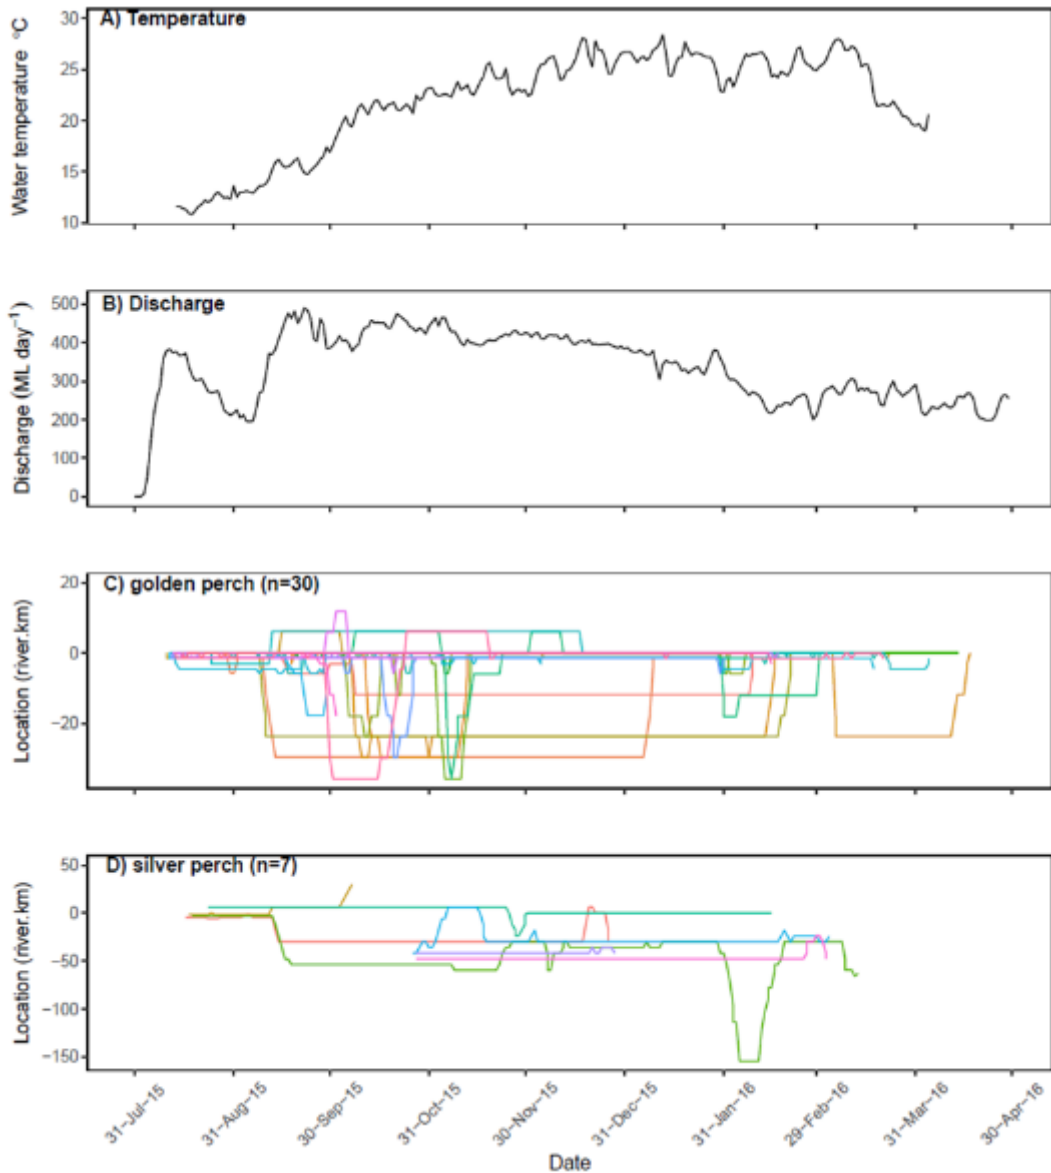 A) Temperature
Water temperature °C
30
25
20
15
10
B) Discharge
Discharge (ML day⁻¹)
500
400
300
200
100
0
C) golden perch (n=30)
Location (river.km)
20
0
−20
D) silver perch (n=7)
Location (river.km)
50
0
−50
−100
−150
31−Jul−15
31−Aug−15
30−Sep−15
31−Oct−15
30−Nov−15
31−Dec−15
31−Jan−16
29−Feb−16
31−Mar−16
30−Apr−16
Date